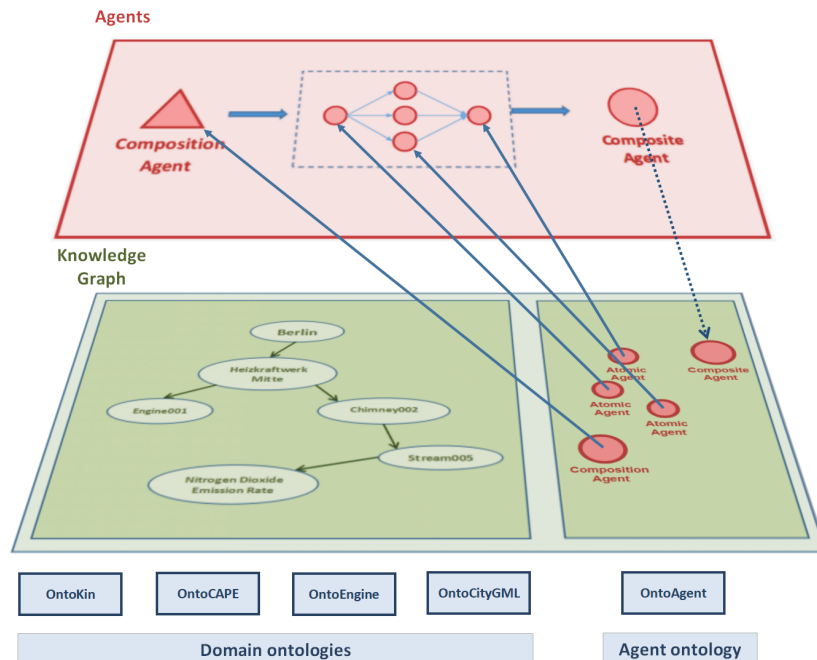 Agents
Composition
Agent
Composite
Agent
Knowledge
Graph
Berlin
Heizkraftwerk
Mitte
Engine001
Chimney002
Stream005
Nitrogen Dioxide
Emission Rate
Atomic
Agent
Composite
Agent
Atomic
Agent
Atomic
Agent
Composition
Agent
OntoKin
OntoCAPE
OntoEngine
OntoCityGML
OntoAgent
Domain ontologies
Agent ontology